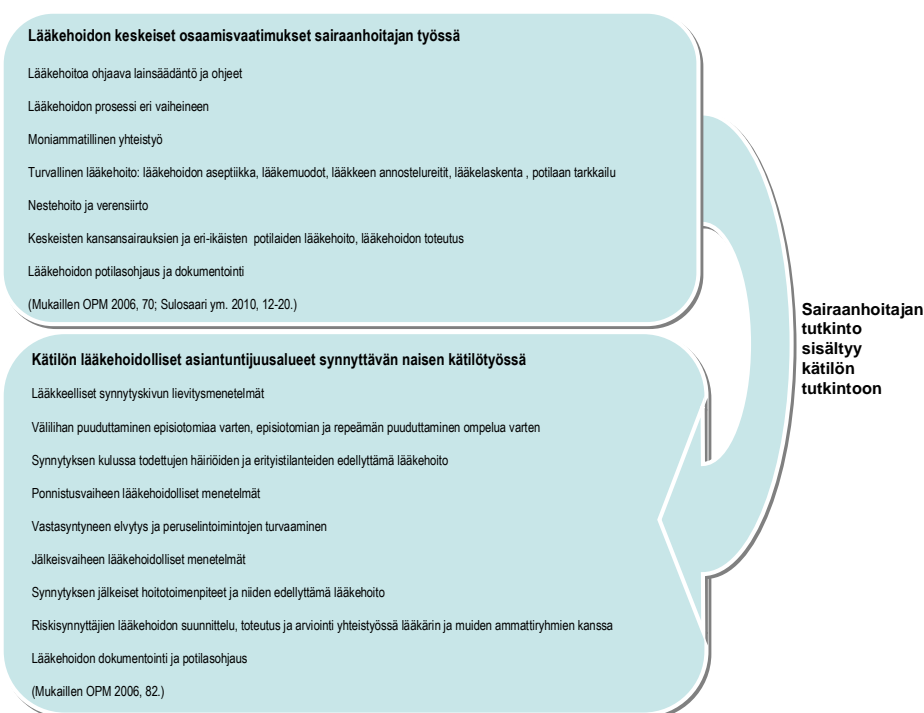 Lääkehoidon keskeiset osaamisvaatimukset sairaanhoitajan työssä
Lääkehoitoa ohjaava lainsäädäntö ja ohjeet
Lääkehoidon prosessi eri vaiheineen
Moniammatillinen yhteistyö
Turvallinen lääkehoito: lääkehoidon aseptiikka, lääkemuodot, lääkkeen annostelureitit, lääkelaskenta , potilaan tarkkailu
Nestehoito ja verensiirto
Keskeisten kansansairauksien ja eri-ikäisten potilaiden lääkehoito, lääkehoidon toteutus
Lääkehoidon potilasohjaus ja dokumentointi
(Mukaillen OPM 2006, 70; Sulosaari ym. 2010, 12-20.)
Kätilön lääkehoidolliset asiantuntijuusalueet synnyttävän naisen kätilötyössä
Lääkkeelliset synnytyskivun lievitysmenetelmät
Välilihan puuduttaminen episiotomiaa varten, episiotomian ja repeämän puuduttaminen ompelua varten
Synnytyksen kulussa todettujen häiriöiden ja erityistilanteiden edellyttämä lääkehoito
Ponnistusvaiheen lääkehoidolliset menetelmät
Vastasyntyneen elvytys ja peruselintoimintojen turvaaminen
Jälkeisvaiheen lääkehoidolliset menetelmät
Synnytyksen jälkeiset hoitotoimenpiteet ja niiden edellyttämä lääkehoito
Riskisynnyttäjien lääkehoidon suunnittelu, toteutus ja arviointi yhteistyössä lääkärin ja muiden ammattiryhmien kanssa
Lääkehoidon dokumentointi ja potilasohjaus
(Mukaillen OPM 2006, 82.)
Sairaanhoitajan
tutkinto
sisältyy
kätilön
tutkintoon